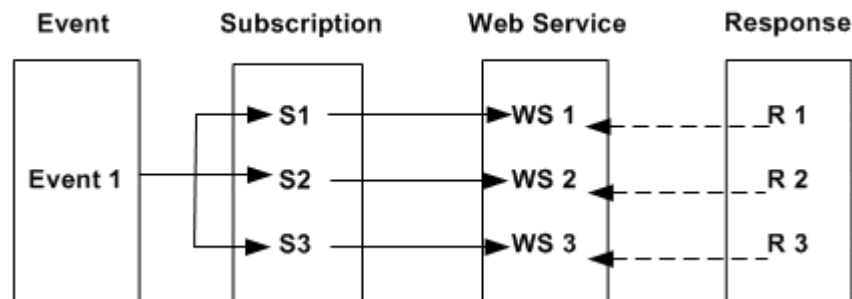 Event Subscription Web Service Response
S1 WS 1 R 1
Event 1 S2 WS 2 R 2
S3 WS 3 R 3